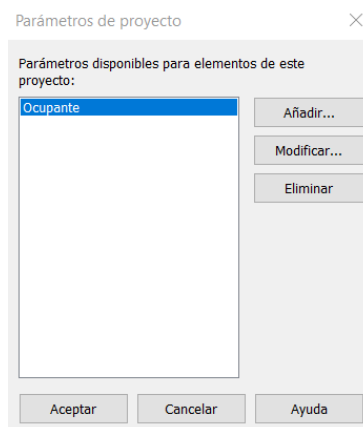 Parámetros de proyecto
Parámetros disponibles para elementos de este
proyecto:
Ocupante
Añadir...
Modificar...
Eliminar
Aceptar
Cancelar
Ayuda